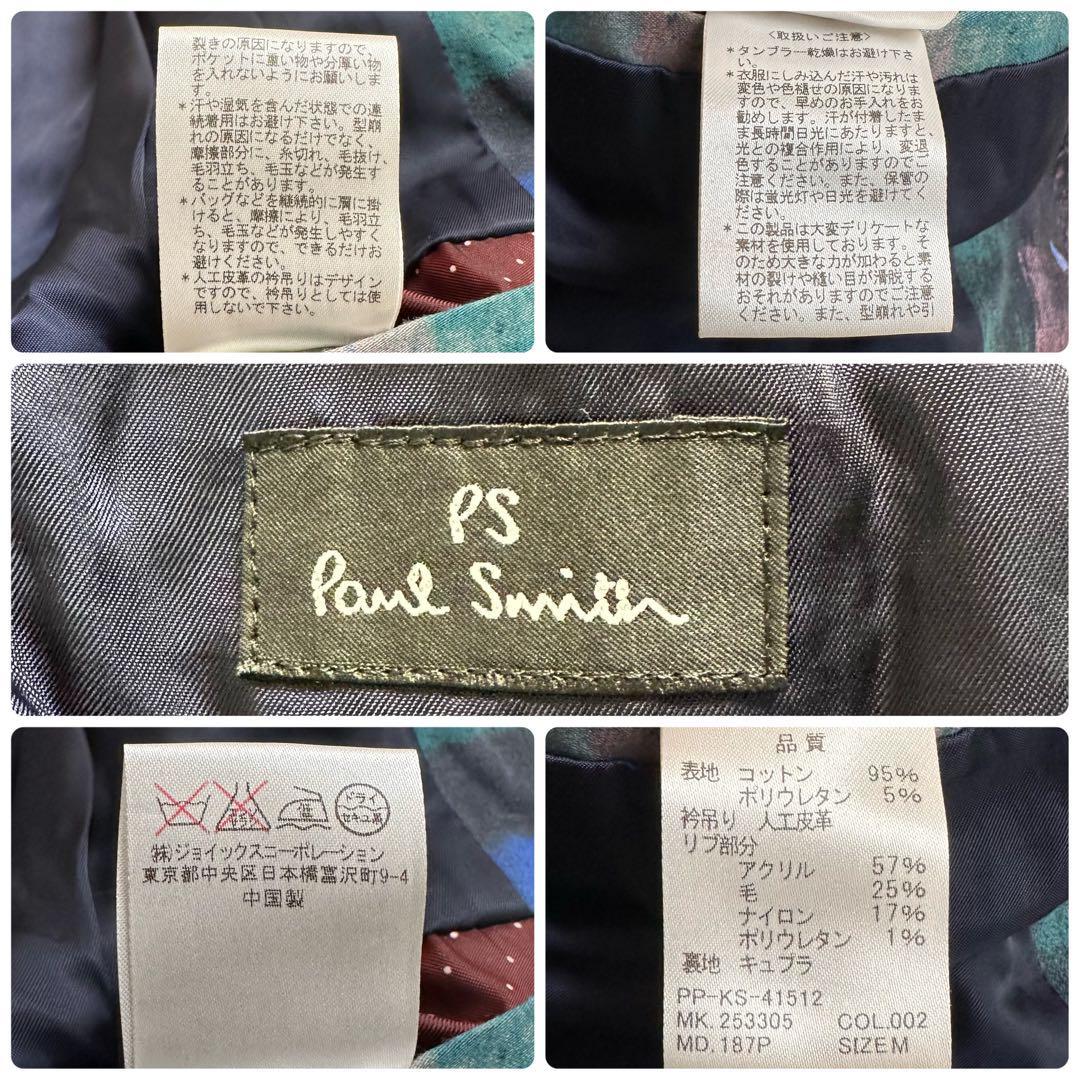 裂きの原因になりますので、
ポケットに重い物や分厚い物
を入れないようにお願いしま
す。
*汗や湿気を含んだ状態での連
続着用はお避け下さい。型崩
れの原因になるだけでなく、
摩擦部分に、糸切れ、毛抜け、
毛羽立ち、毛玉などが発生す
ることがあります。
*バッグなどを継続的に肩に掛
けると、摩擦により、毛羽立
ち、毛玉などが発生しやすく
なりますので、できるだけお
避けください。
*人工皮革の衿吊りはデザイン
ですので、衿吊りとしては使
用しないで下さい。
<取扱いご注意>
*タンブラー乾燥はお避け下さ
い。
*衣服にしみ込んだ汗や汚れは
変色や色褪せの原因になりま
すので、早めのお手入れをお
勧めします。汗が付着したま
ま長時間日光にあたりますと、
光との複合作用により、変退
色することがありますのでご
注意ください。また、保管の
際は蛍光灯や日光を避けてく
ださい。
*この製品は大変デリケートな
素材を使用しております。そ
のため大きな力が加わると素
材の裂けや縫い目が滑脱する
おそれがありますのでご注意
ください。また、型崩れや引
PS
Paul Smith
低 ドライ セキユ系
(株)ジョイックスコーポレーション
東京都中央区日本橋富沢町9-4
中国製
品質
表地 コットン 95%
ポリウレタン 5%
衿吊り 人工皮革
リブ部分
アクリル 57%
毛 25%
ナイロン 17%
ポリウレタン 1%
裏地 キュプラ
PP-KS-41512
MK.253305 COL.002
MD.187P SIZE M